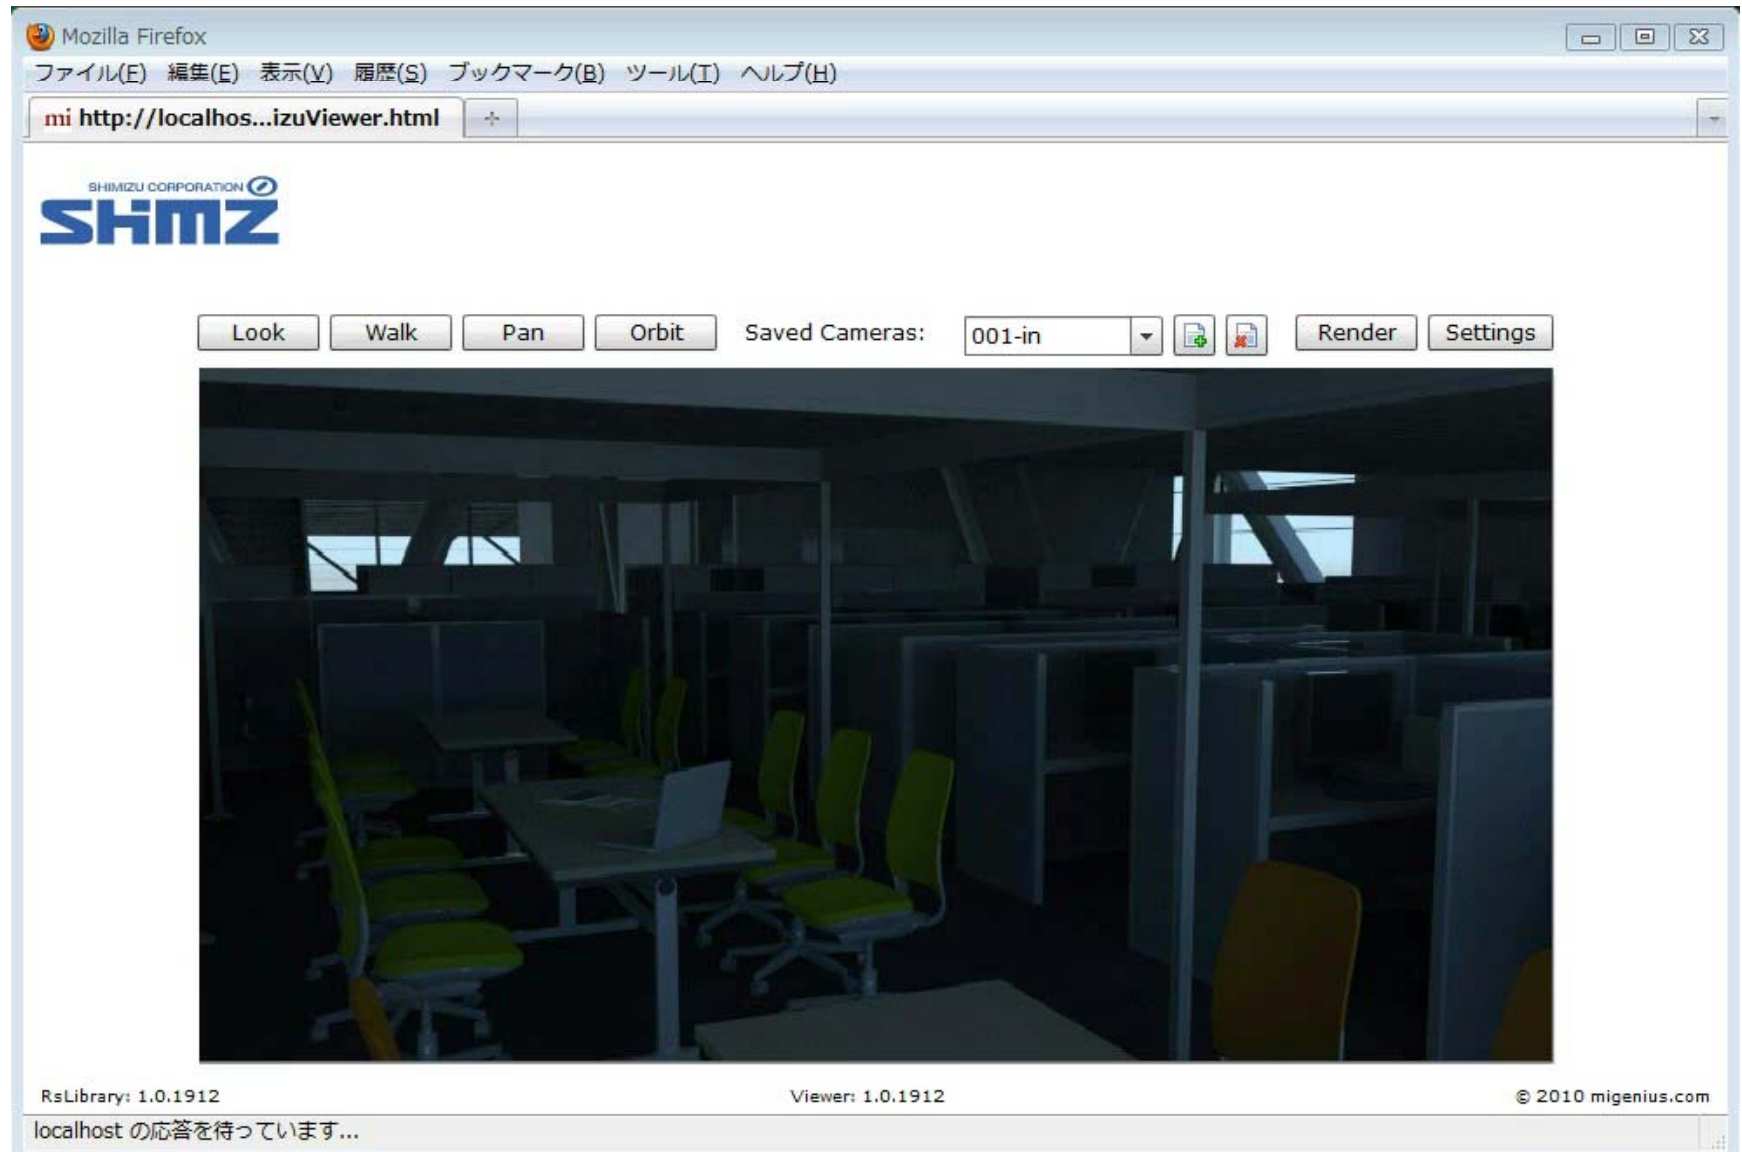 Mozilla Firefox
ファイル(F) 編集(E) 表示(V) 履歴(S) ブックマーク(B) ツール(T) ヘルプ(H)
mi http://localhos...izuViewer.html
SHIMIZU CORPORATION
SHIMZ
Look Walk Pan Orbit Saved Cameras: 001-in Render Settings
RsLibrary: 1.0.1912 Viewer: 1.0.1912 © 2010 migenius.com
localhost の応答を待っています...